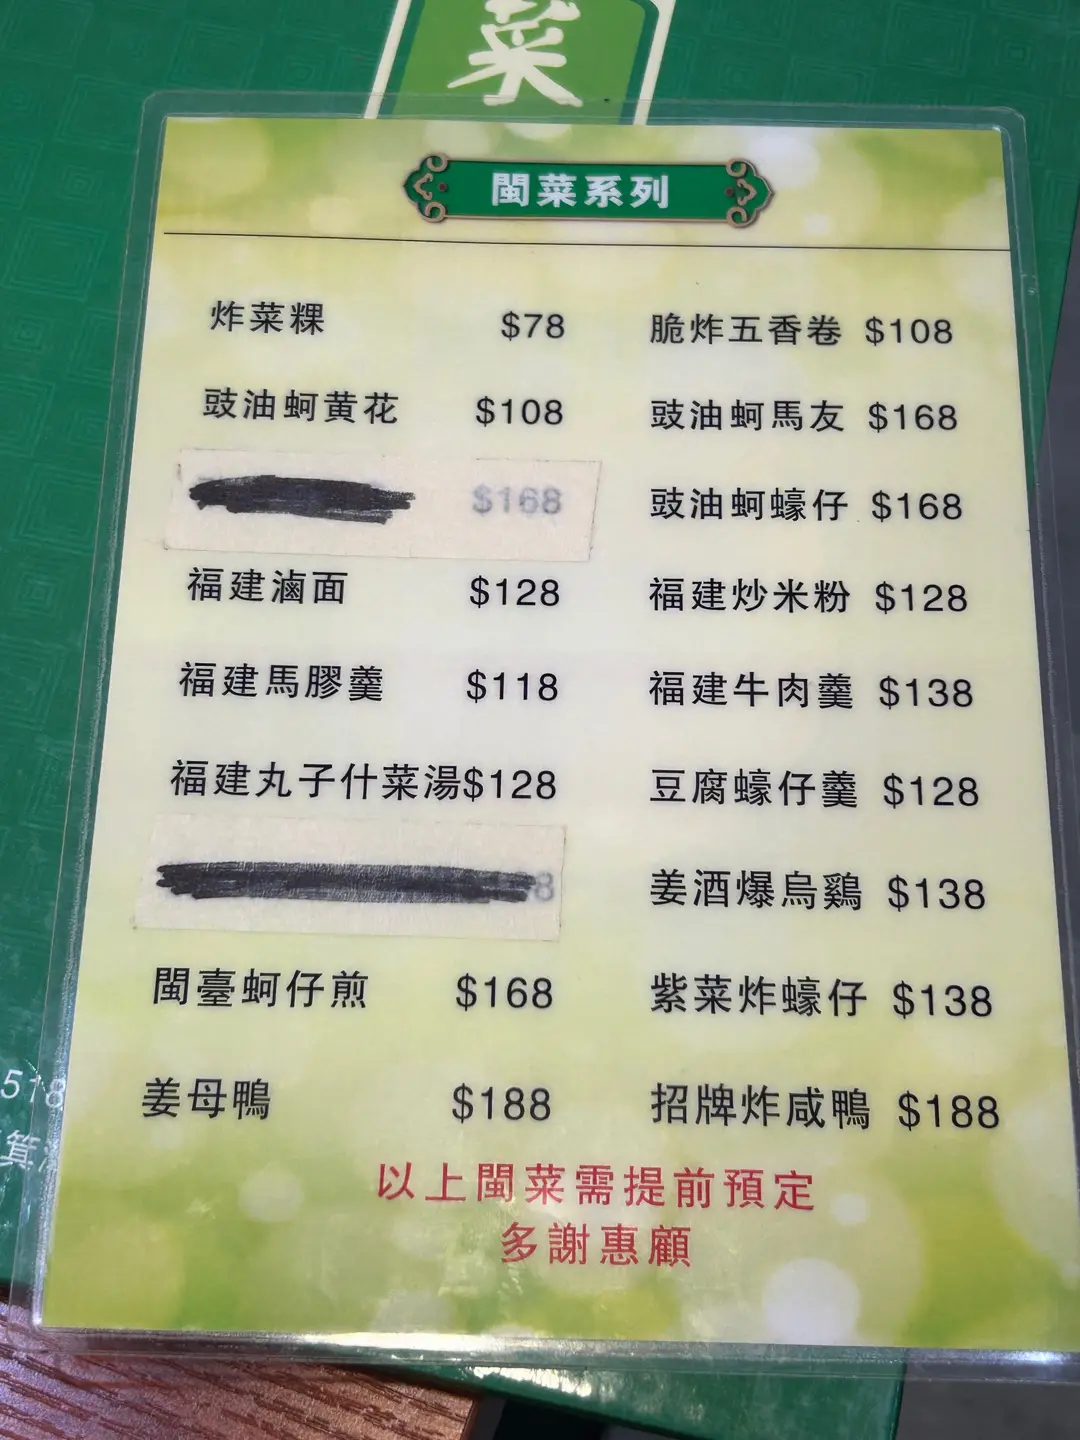 菜
閩菜系列
炸菜粿 $78 脆炸五香卷 $108
豉油蚵黄花 $108 豉油蚵馬友 $168
$168 豉油蚵蠔仔 $168
福建滷面 $128 福建炒米粉 $128
福建馬膠羹 $118 福建牛肉羹 $138
福建丸子什菜湯$128 豆腐蠔仔羹 $128
8 姜酒爆烏鷄 $138
閩臺蚵仔煎 $168 紫菜炸蠔仔 $138
姜母鴨 $188 招牌炸咸鴨 $188
以上閩菜需提前預定
多謝惠顧
518
箕